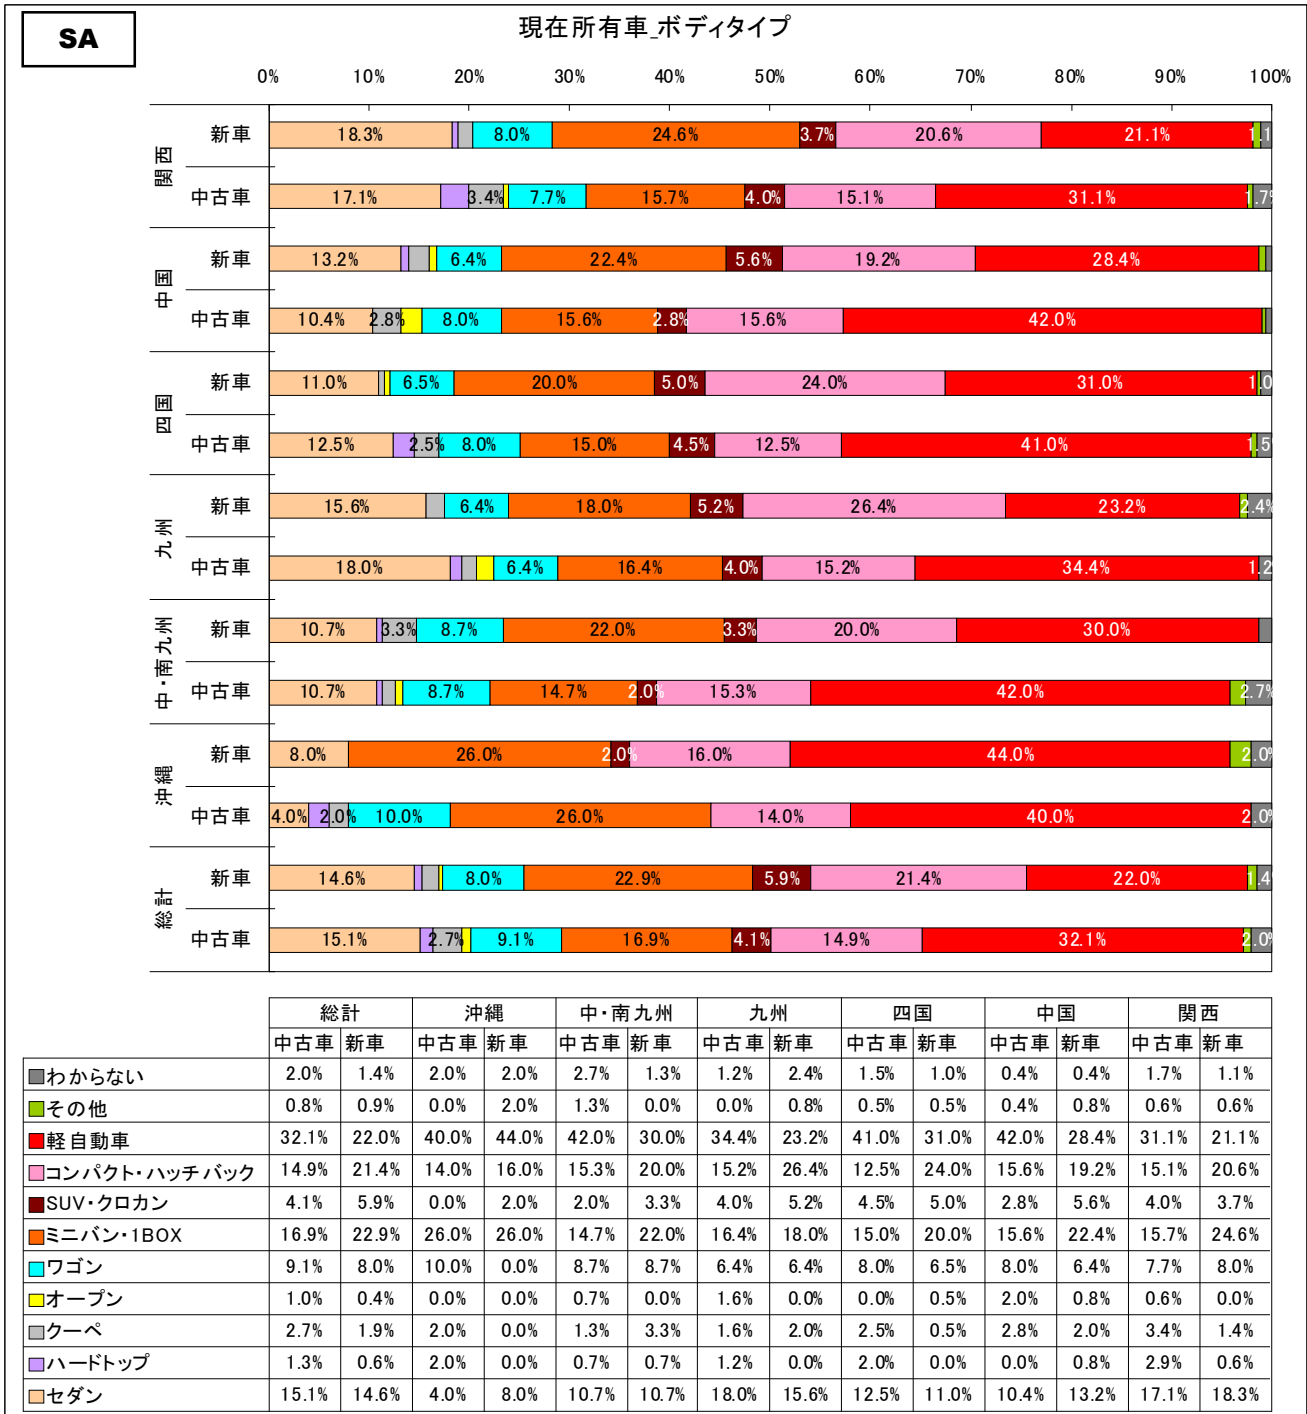 SA
現在所有車_ボディタイプ
0% 10% 20% 30% 40% 50% 60% 70% 80% 90% 100%
関西
新車 18.3% 8.0% 24.6% 3.7% 20.6% 21.1% 1.1%
中古車 17.1% 3.4% 7.7% 15.7% 4.0% 15.1% 31.1% 1.7%
中国
新車 13.2% 6.4% 22.4% 5.6% 19.2% 28.4%
中古車 10.4% 2.8% 8.0% 15.6% 2.8% 15.6% 42.0%
四国
新車 11.0% 6.5% 20.0% 5.0% 24.0% 31.0% 1.0%
中古車 12.5% 2.5% 8.0% 15.0% 4.5% 12.5% 41.0% 1.5%
九州
新車 15.6% 6.4% 18.0% 5.2% 26.4% 23.2% 2.4%
中古車 18.0% 6.4% 16.4% 4.0% 15.2% 34.4% 1.2%
中・南九州
新車 10.7% 3.3% 8.7% 22.0% 3.3% 20.0% 30.0%
中古車 10.7% 8.7% 14.7% 2.0% 15.3% 42.0% 2.7%
沖縄
新車 8.0% 26.0% 2.0% 16.0% 44.0% 2.0%
中古車 4.0% 2.0% 10.0% 26.0% 14.0% 40.0% 2.0%
総計
新車 14.6% 8.0% 22.9% 5.9% 21.4% 22.0% 1.4%
中古車 15.1% 2.7% 9.1% 16.9% 4.1% 14.9% 32.1% 2.0%
総計 沖縄 中・南九州 九州 四国 中国 関西
中古車 新車 中古車 新車 中古車 新車 中古車 新車 中古車 新車 中古車 新車 中古車 新車
わからない 2.0% 1.4% 2.0% 2.0% 2.7% 1.3% 1.2% 2.4% 1.5% 1.0% 0.4% 0.4% 1.7% 1.1%
その他 0.8% 0.9% 0.0% 2.0% 1.3% 0.0% 0.0% 0.8% 0.5% 0.5% 0.4% 0.8% 0.6% 0.6%
軽自動車 32.1% 22.0% 40.0% 44.0% 42.0% 30.0% 34.4% 23.2% 41.0% 31.0% 42.0% 28.4% 31.1% 21.1%
コンパクト・ハッチバック 14.9% 21.4% 14.0% 16.0% 15.3% 20.0% 15.2% 26.4% 12.5% 24.0% 15.6% 19.2% 15.1% 20.6%
SUV・クロカン 4.1% 5.9% 0.0% 2.0% 2.0% 3.3% 4.0% 5.2% 4.5% 5.0% 2.8% 5.6% 4.0% 3.7%
ミニバン・1BOX 16.9% 22.9% 26.0% 26.0% 14.7% 22.0% 16.4% 18.0% 15.0% 20.0% 15.6% 22.4% 15.7% 24.6%
ワゴン 9.1% 8.0% 10.0% 0.0% 8.7% 8.7% 6.4% 6.4% 8.0% 6.5% 8.0% 6.4% 7.7% 8.0%
オープン 1.0% 0.4% 0.0% 0.0% 0.7% 0.0% 1.6% 0.0% 0.0% 0.5% 2.0% 0.8% 0.6% 0.0%
クーペ 2.7% 1.9% 2.0% 0.0% 1.3% 3.3% 1.6% 2.0% 2.5% 0.5% 2.8% 2.0% 3.4% 1.4%
ハードトップ 1.3% 0.6% 2.0% 0.0% 0.7% 0.7% 1.2% 0.0% 2.0% 0.0% 0.0% 0.8% 2.9% 0.6%
セダン 15.1% 14.6% 4.0% 8.0% 10.7% 10.7% 18.0% 15.6% 12.5% 11.0% 10.4% 13.2% 17.1% 18.3%